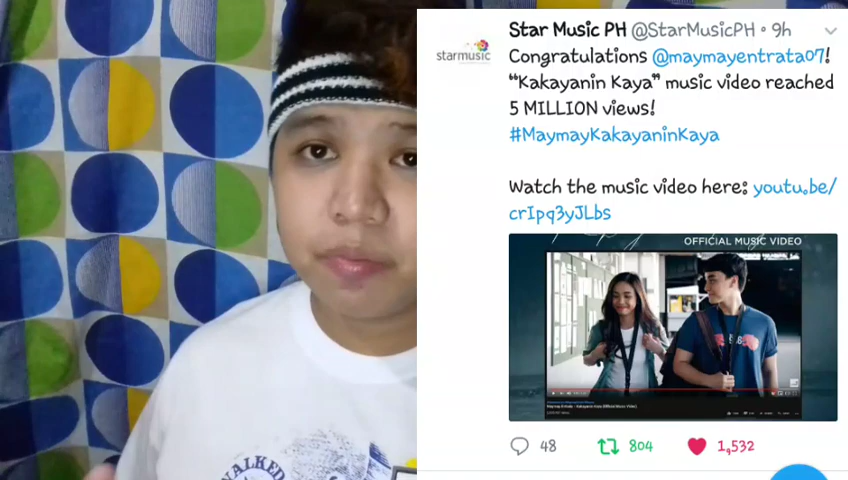 Star Music PH @StarMusicPH • 9h
starmusic
Congratulations @maymayentrata07!
"Kakayanin Kaya" music video reached
5 MILLION views!
#MaymayKakayaninKaya
Watch the music video here: youtu.be/
crIpq3yJLbs
OFFICIAL MUSIC VIDEO
48
804
1,532
WALKED